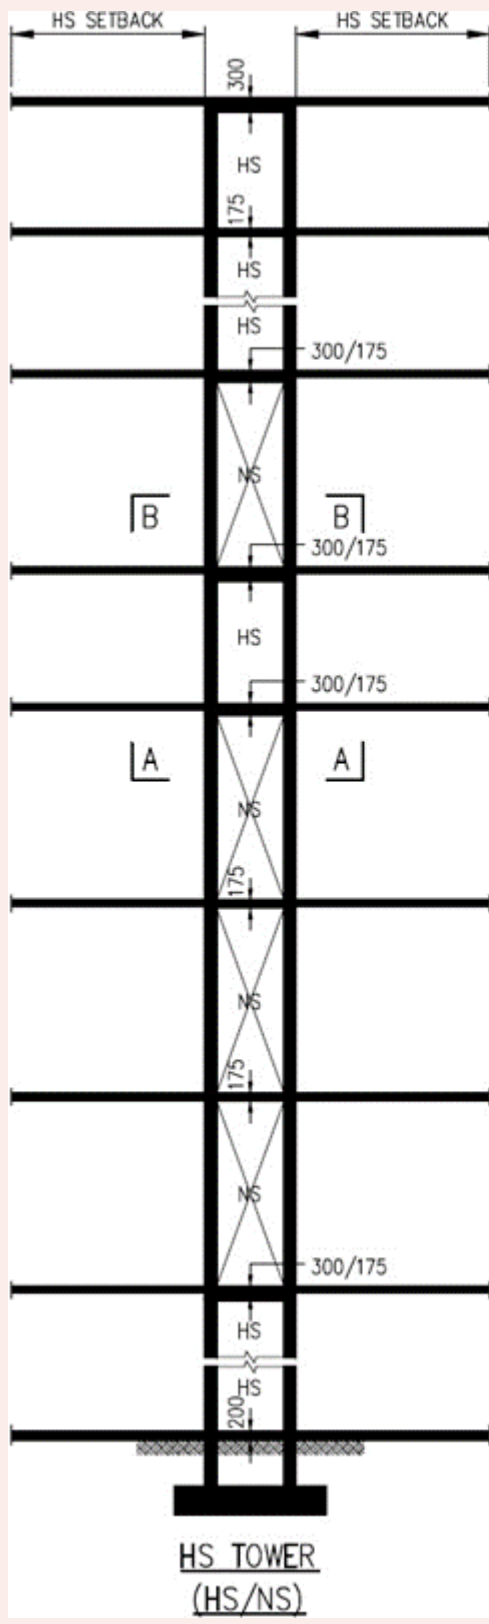 HS SETBACK HS SETBACK
300
HS
175
HS
HS
300/175
NS
B B
300/175
HS
300/175
A A
NS
175
NS
175
NS
300/175
HS
HS
200
HS TOWER
(HS/NS)